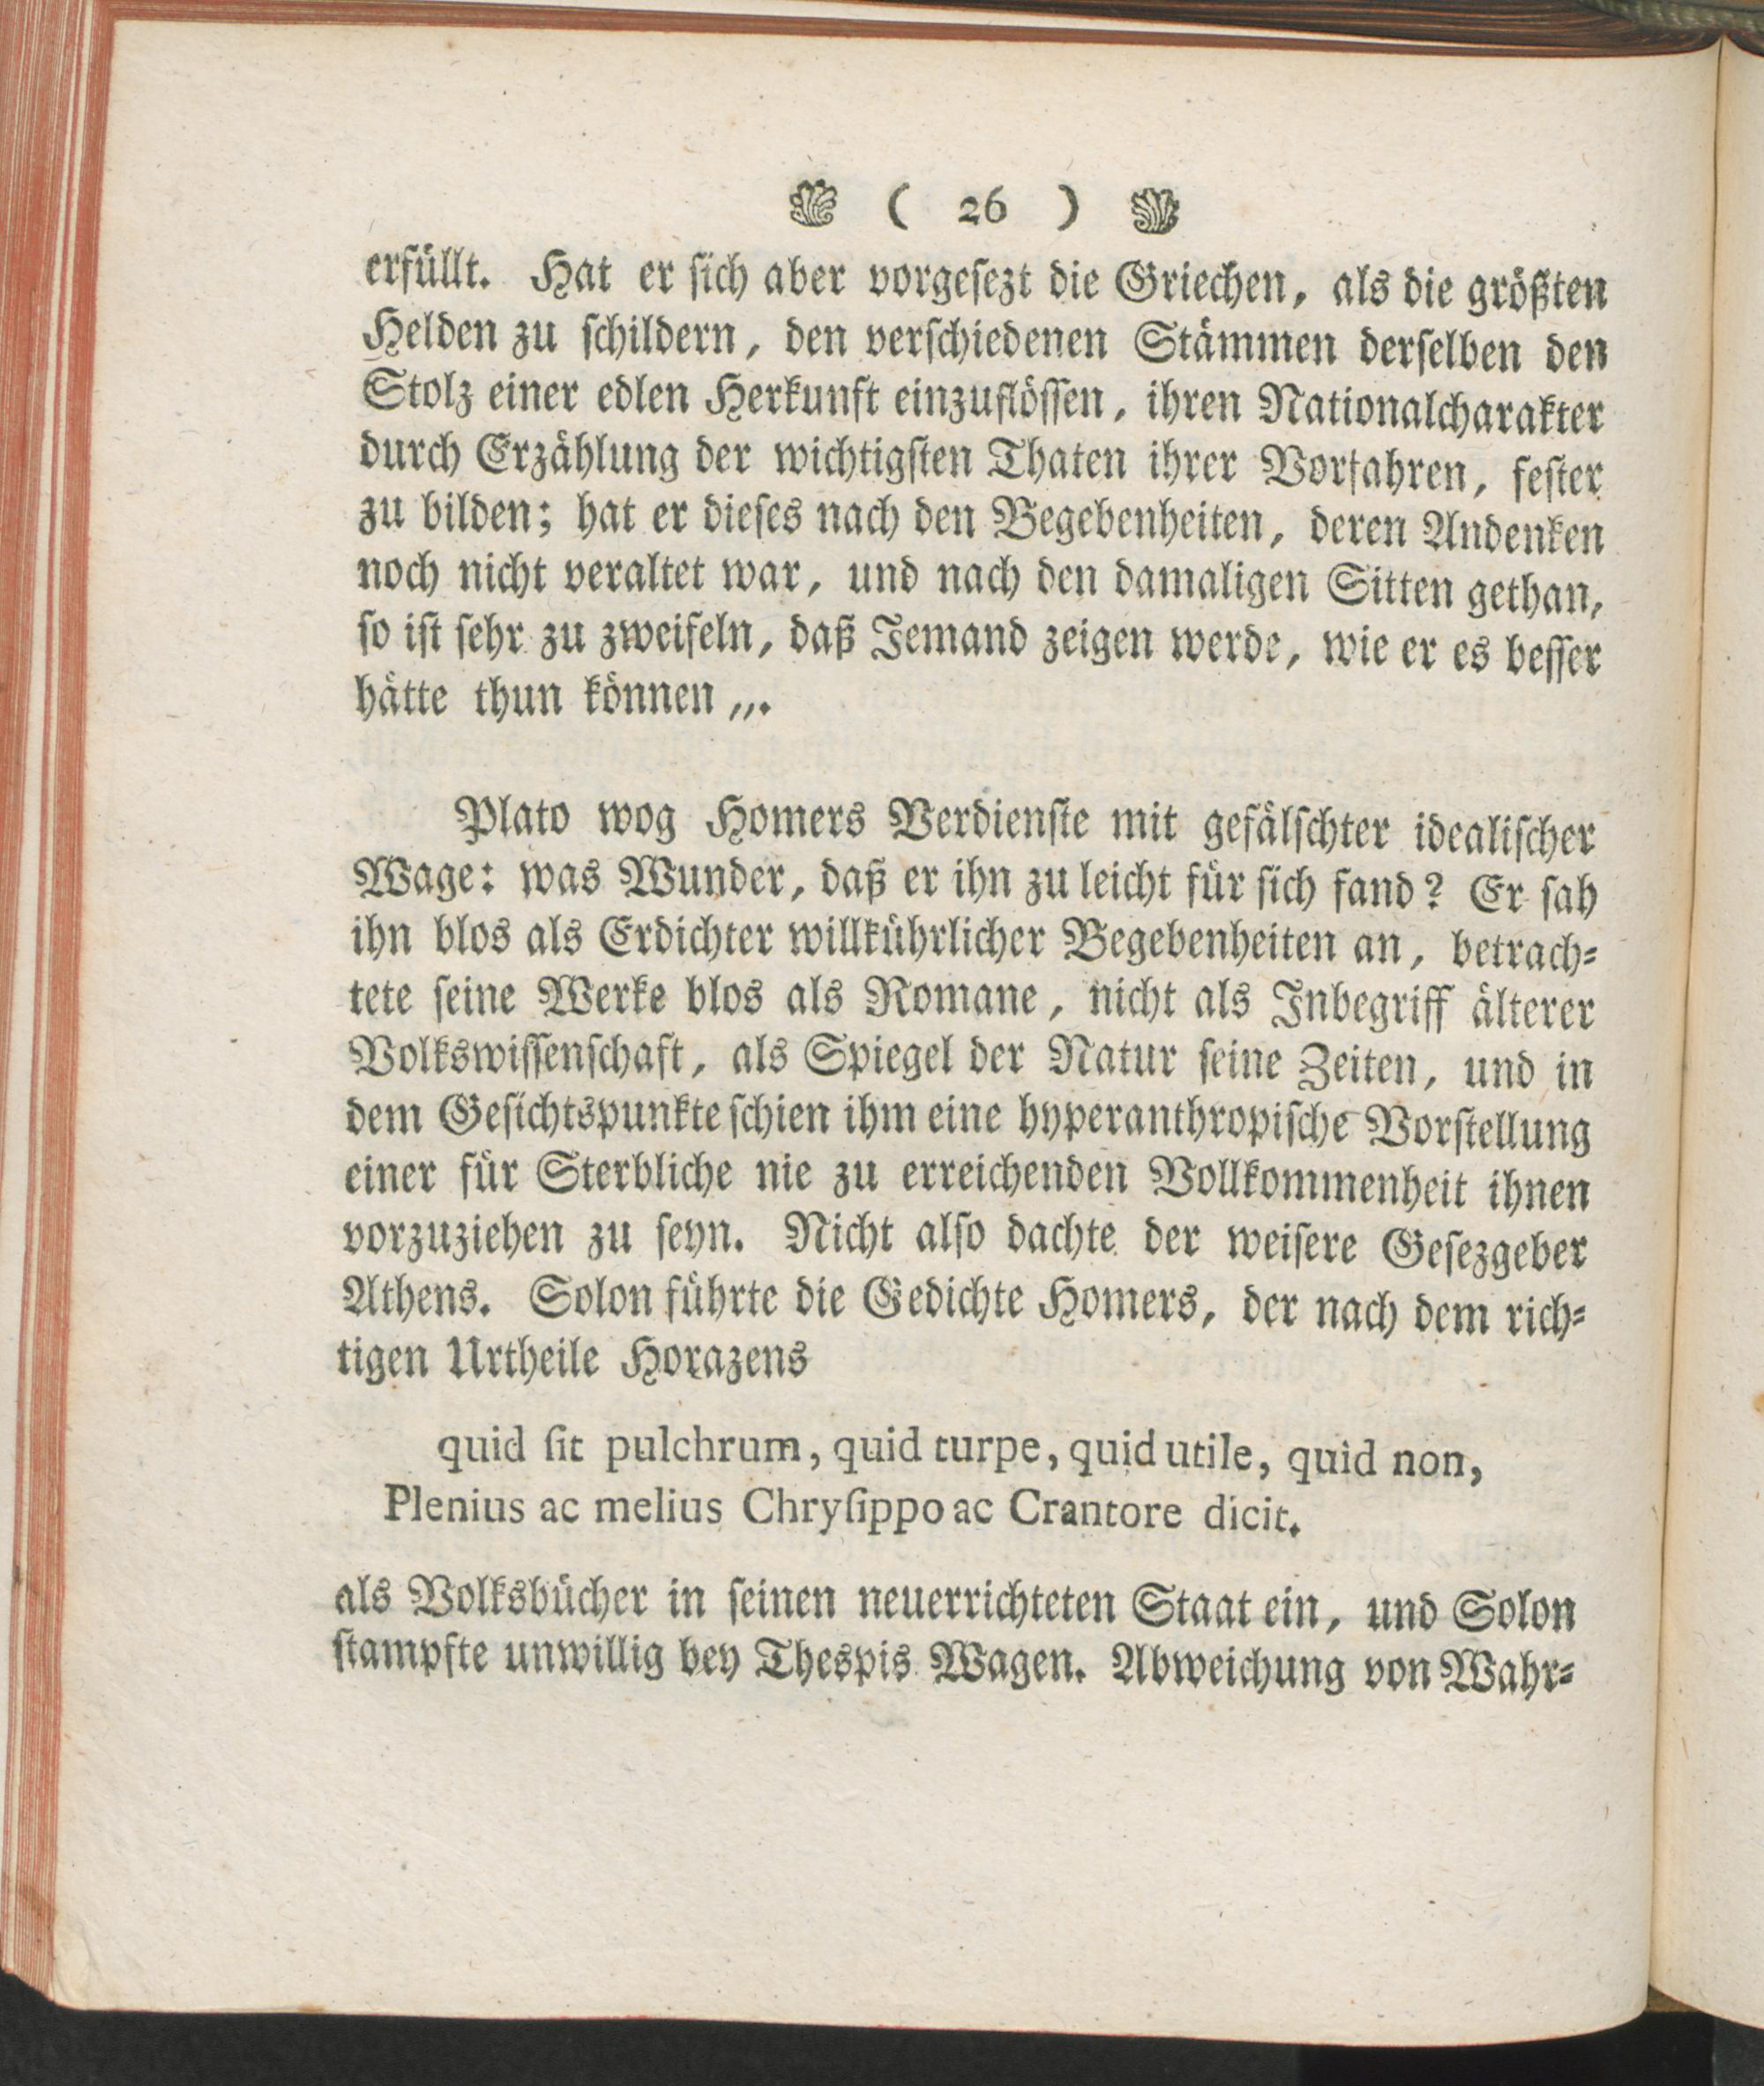 ( 26 )
erfüllt. Hat er ſich aber vorgeſezt die Griechen, als die größten
Helden zu ſchildern, den verſchiedenen Stämmen derſelben den
Stolz einer edlen Herkunft einzuflöſſen, ihren Nationalcharakter
durch Erzählung der wichtigſten Thaten ihrer Vorfahren, feſter
zu bilden; hat er dieſes nach den Begebenheiten, deren Andenken
noch nicht veraltet war, und nach den damaligen Sitten gethan,
ſo iſt ſehr zu zweifeln, daß Jemand zeigen werde, wie er es beſſer
hätte thun können „.
Plato wog Homers Verdienſte mit gefälſchter idealiſcher
Wage: was Wunder, daß er ihn zu leicht für ſich fand? Er ſah
ihn blos als Erdichter willkührlicher Begebenheiten an, betrach⸗
tete ſeine Werke blos als Romane, nicht als Inbegriff älterer
Volkswiſſenſchaft, als Spiegel der Natur ſeine Zeiten, und in
dem Geſichtspunkte ſchien ihm eine hyperanthropiſche Vorſtellung
einer für Sterbliche nie zu erreichenden Vollkommenheit ihnen
vorzuziehen zu ſeyn. Nicht alſo dachte der weiſere Geſezgeber
Athens. Solon führte die Gedichte Homers, der nach dem rich⸗
tigen Urtheile Horazens
quid ſit pulchrum, quid turpe, quid utile, quid non,
Plenius ac melius Chryſippo ac Crantore dicit.
als Volksbücher in ſeinen neuerrichteten Staat ein, und Solon
ſtampfte unwillig bey Thespis Wagen. Abweichung von Wahr⸗